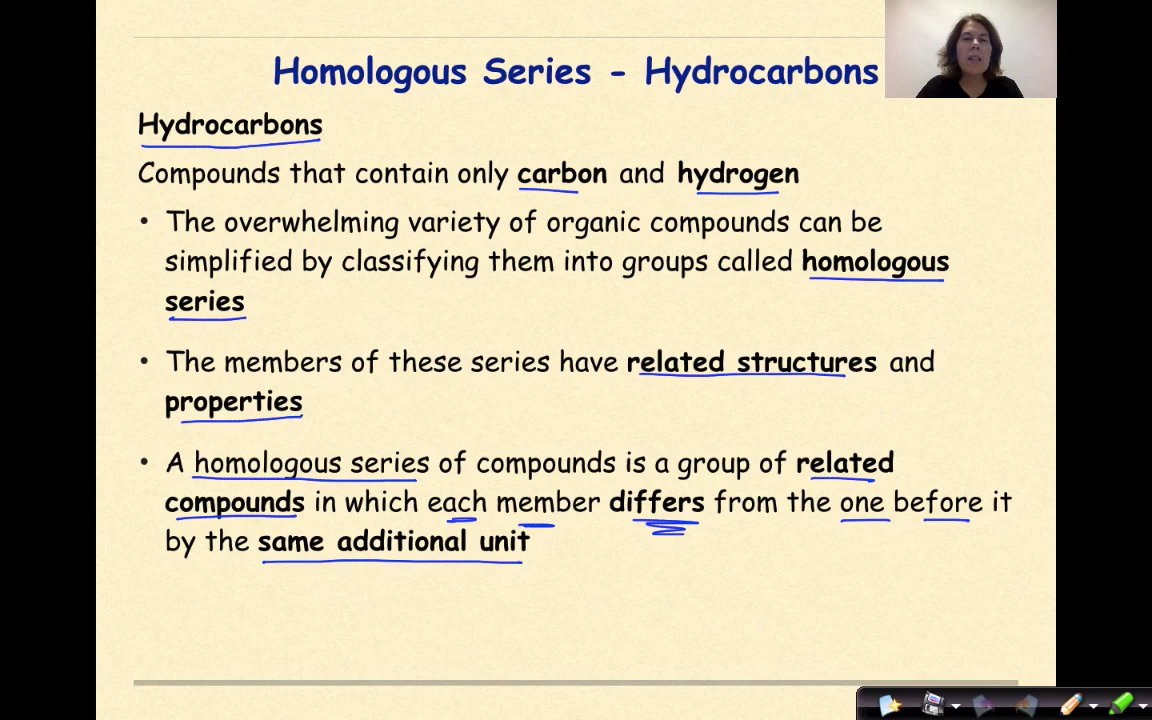 Homologous Series - Hydrocarbons
Hydrocarbons
Compounds that contain only carbon and hydrogen
• The overwhelming variety of organic compounds can be
simplified by classifying them into groups called homologous
series
• The members of these series have related structures and
properties
• A homologous series of compounds is a group of related
compounds in which each member differs from the one before it
by the same additional unit